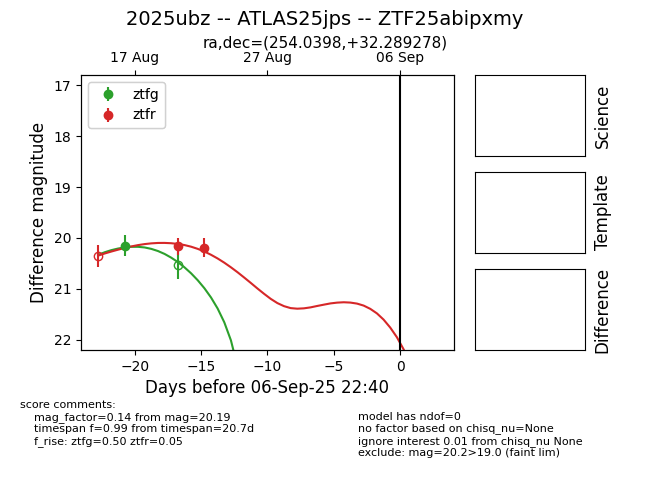 2025ubz -- ATLAS25jps -- ZTF25abipxmy
ra,dec=(254.0398,+32.289278)
17 Aug 27 Aug 06 Sep
ztfg
ztfr
Difference magnitude
17
18
19
20
21
22
−20 −15 −10 −5 0
Days before 06-Sep-25 22:40
Science
Template
Difference
score comments:
mag_factor=0.14 from mag=20.19
timespan f=0.99 from timespan=20.7d
f_rise: ztfg=0.50 ztfr=0.05
model has ndof=0
no factor based on chisq_nu=None
ignore interest 0.01 from chisq_nu None
exclude: mag=20.2>19.0 (faint lim)